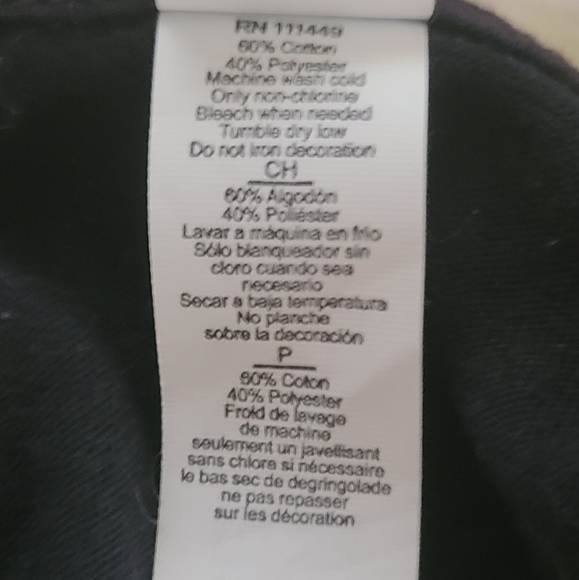 RN 111449
60% Cotton
40% Polyester
Machine wash cold
Only non-chlorine
Bleach when needed
Tumble dry low
Do not iron decoration
CH
60% Algodón
40% Poliéster
Lavar a máquina en frío
Sólo blanqueador sin
cloro cuando sea
necesario
Secar a baja temperatura
No planche
sobre la decoración
P
60% Coton
40% Polyester
Froid de lavage
de machine
seulement un javellisant
sans chlore si nécessaire
le bas sec de degringolade
ne pas repasser
sur les décoration